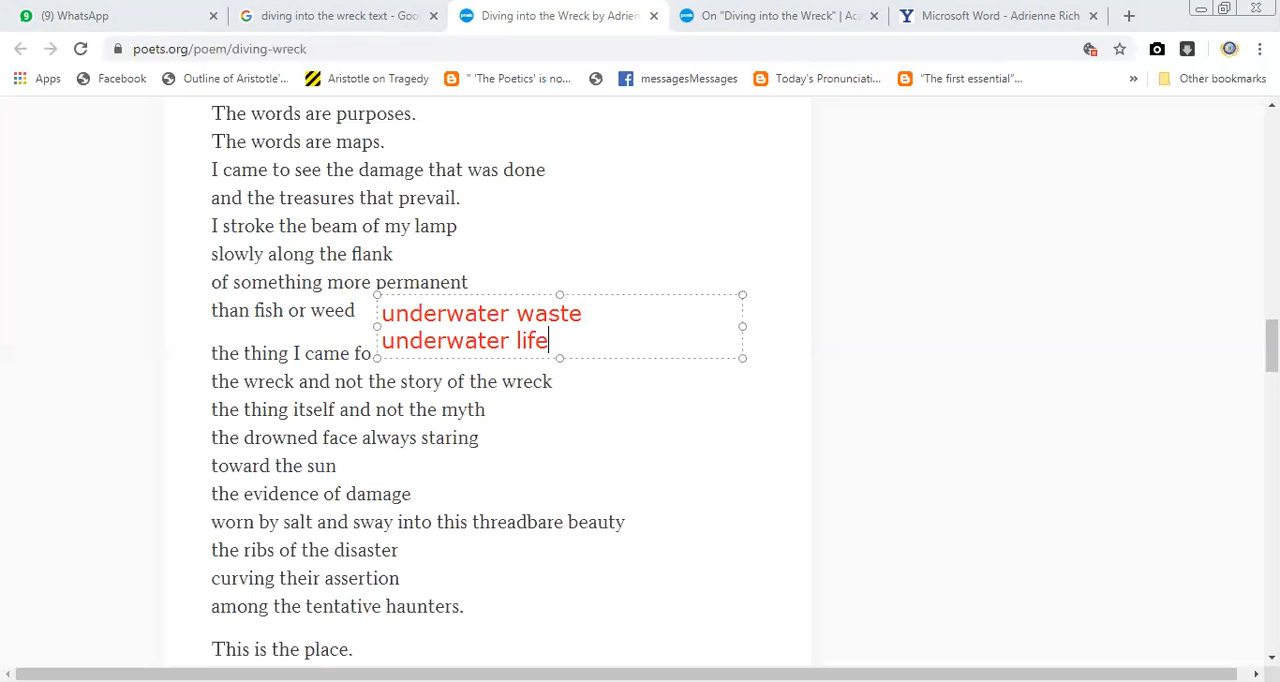 (9) WhatsApp
diving into the wreck text - Goo
Diving into the Wreck by Adrien
On "Diving into the Wreck" | Aca
Microsoft Word - Adrienne Rich
poets.org/poem/diving-wreck
Apps
Facebook
Outline of Aristotle'...
Aristotle on Tragedy
" 'The Poetics' is no...
messagesMessages
Today's Pronunciati...
"The first essential"...
»
Other bookmarks
The words are purposes.
The words are maps.
I came to see the damage that was done
and the treasures that prevail.
I stroke the beam of my lamp
slowly along the flank
of something more permanent
than fish or weed
underwater waste
underwater life
the thing I came fo
the wreck and not the story of the wreck
the thing itself and not the myth
the drowned face always staring
toward the sun
the evidence of damage
worn by salt and sway into this threadbare beauty
the ribs of the disaster
curving their assertion
among the tentative haunters.
This is the place.